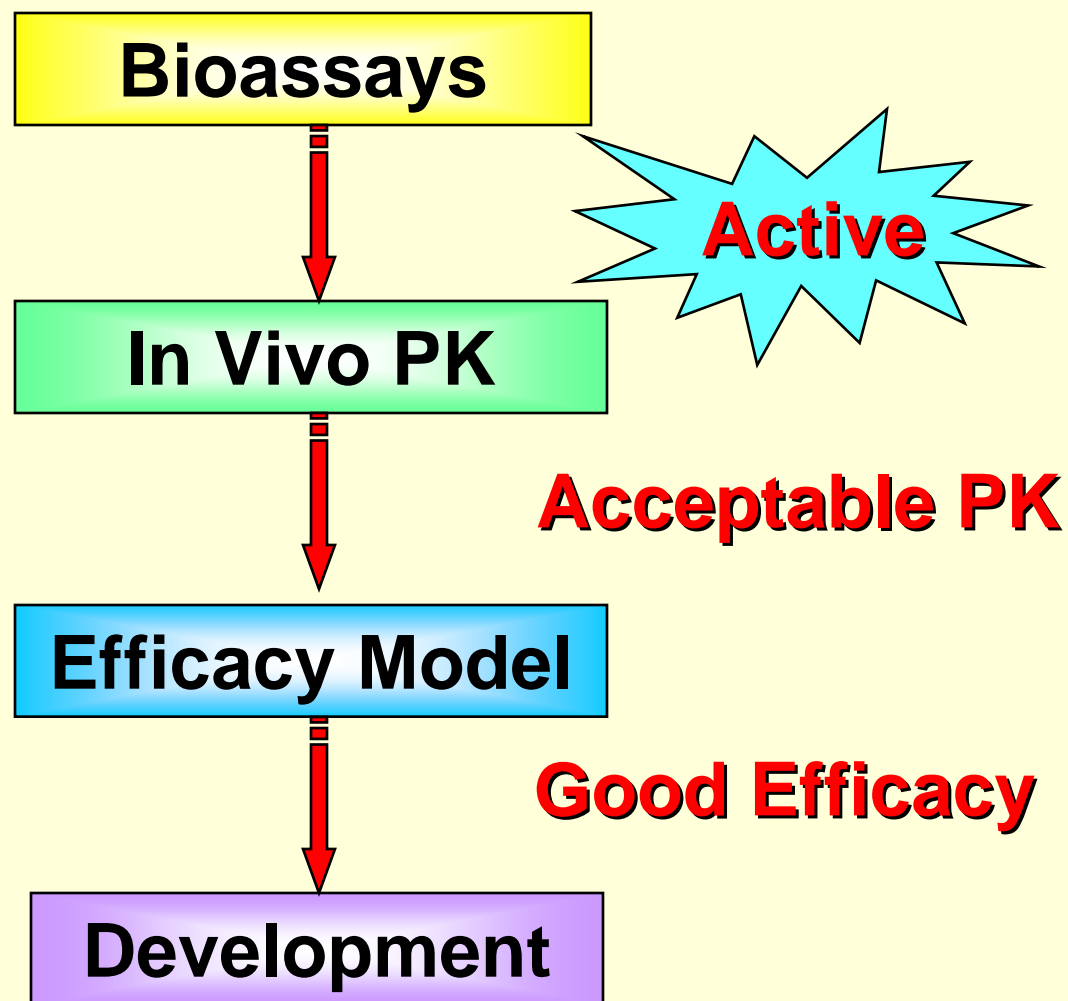 Bioassays
Active
In Vivo PK
Acceptable PK
Efficacy Model
Good Efficacy
Development